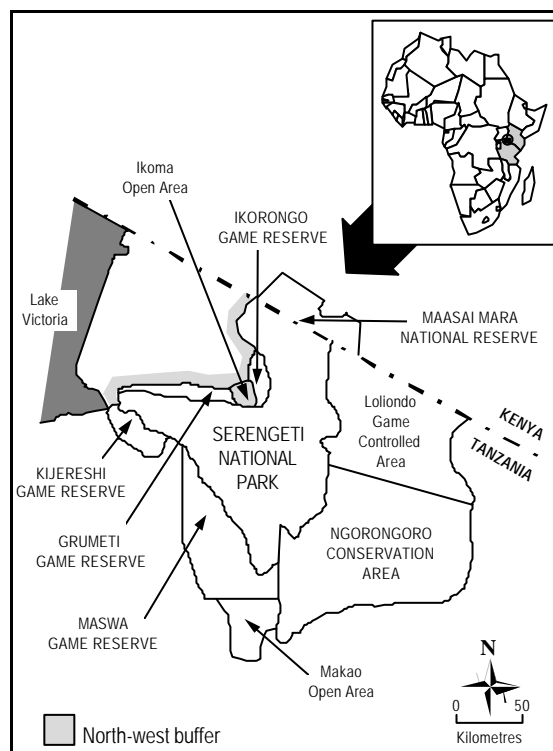 Ikoma
Open Area
IKORONGO
GAME RESERVE
Lake
Victoria
MAASAI MARA
NATIONAL RESERVE
Loliondo
Game
Controlled
Area
KENYA
TANZANIA
SERENGETI
NATIONAL
PARK
KIJERESHI
GAME RESERVE
GRUMETI
GAME RESERVE
NGORONGORO
CONSERVATION
AREA
MASWA
GAME RESERVE
Makao
Open Area
N
0 50
Kilometres
North-west buffer